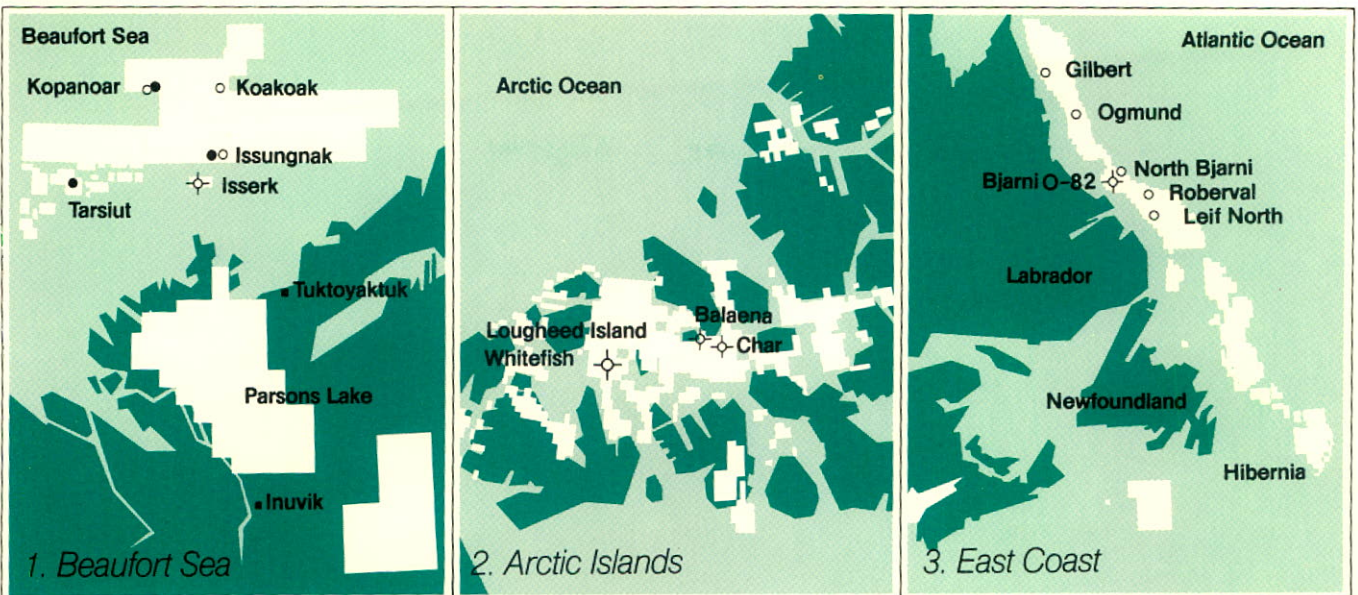 Beaufort Sea
Kopanoar
Koakoak
Issungnak
Isserk
Tarsiut
Tuktoyaktuk
Parsons Lake
Inuvik
1. Beaufort Sea
Arctic Ocean
Balaena
Lougheed Island
Char
Whitefish
2. Arctic Islands
Atlantic Ocean
Gilbert
Ogmund
North Bjarni
Bjarni O-82
Roberval
Leif North
Labrador
Newfoundland
Hibernia
3. East Coast